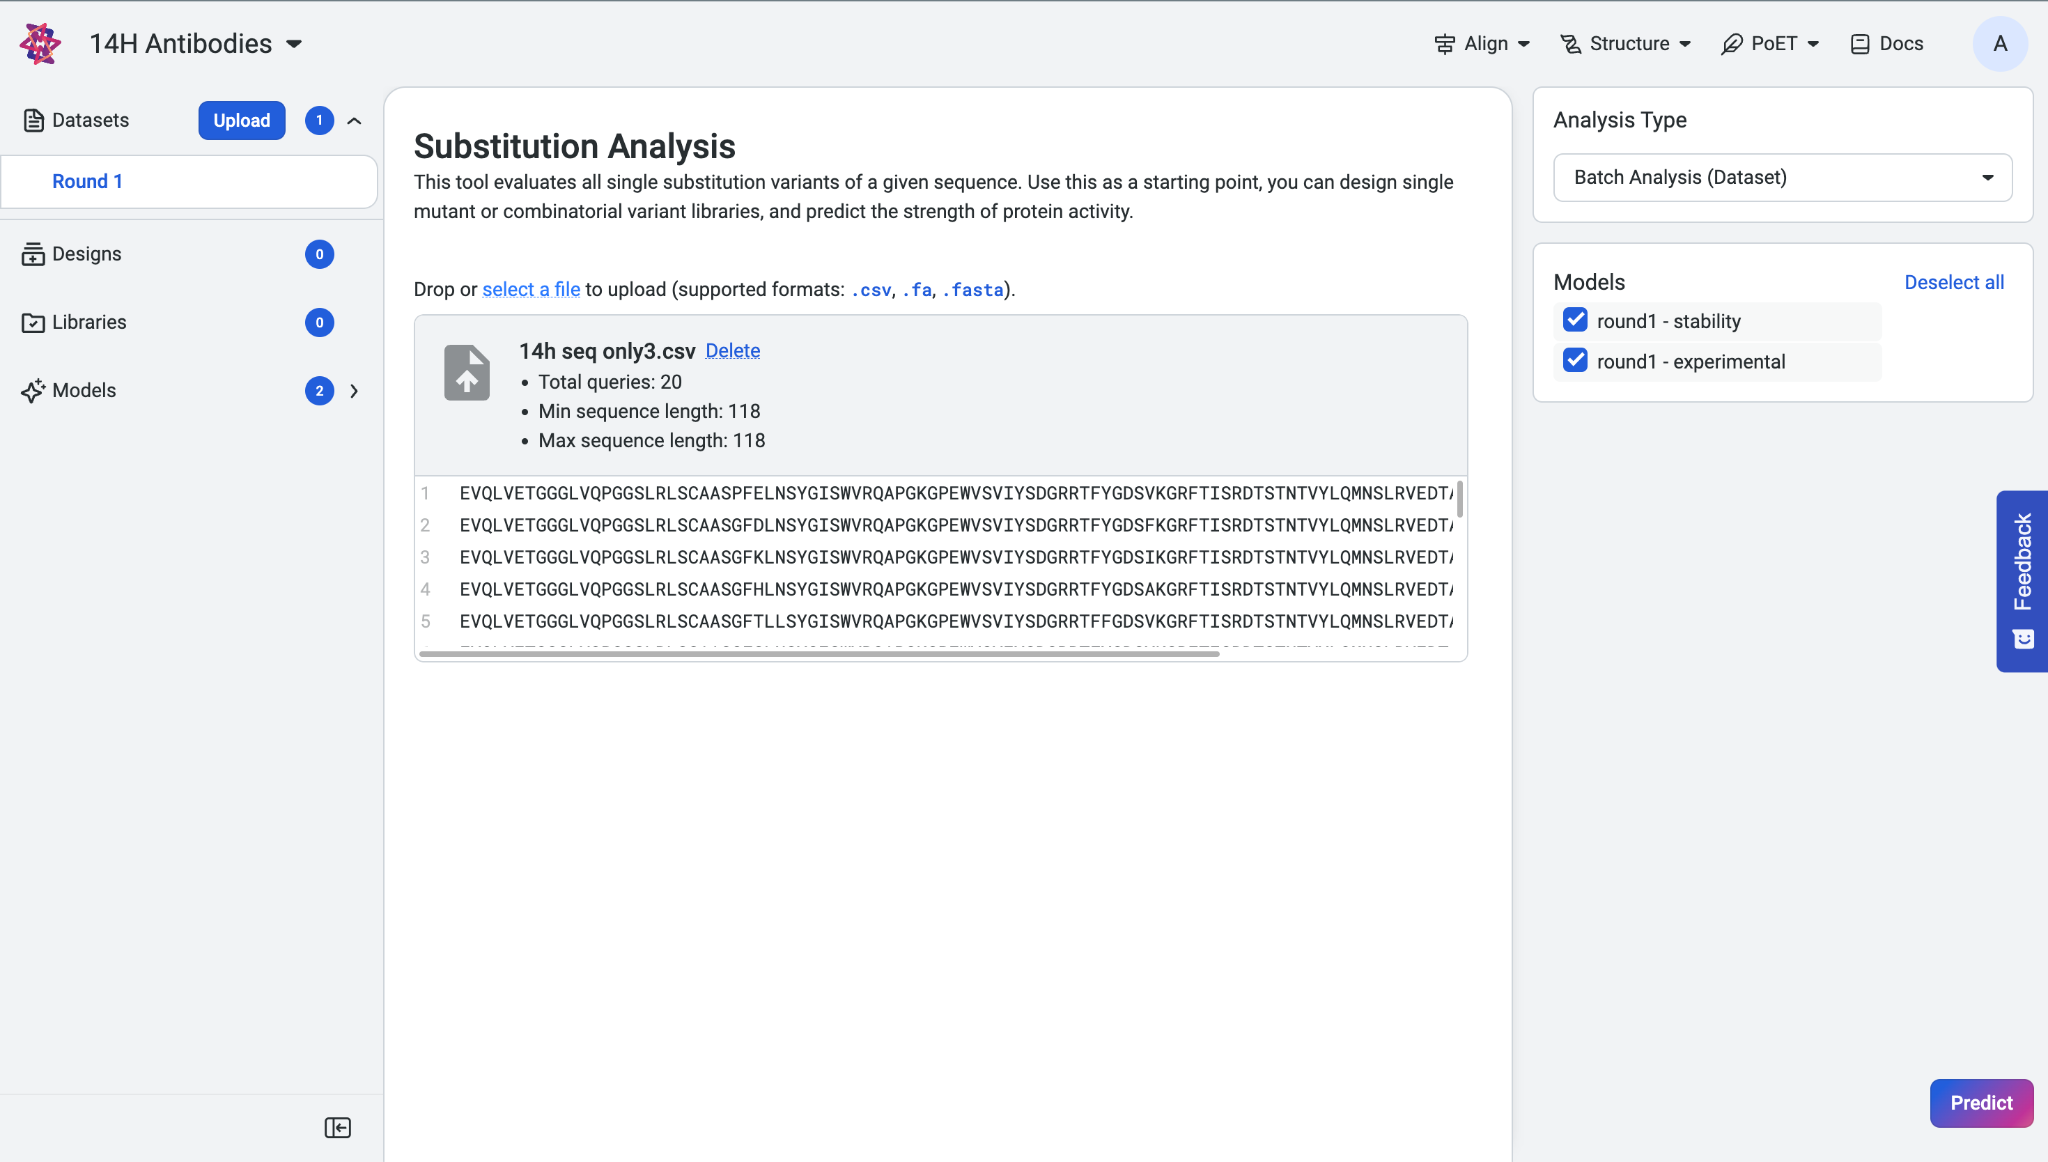 14H Antibodies
Align
Structure
PoET
Docs
A
Datasets
Upload
1
Round 1
Designs
0
Libraries
0
Models
2
Substitution Analysis
This tool evaluates all single substitution variants of a given sequence. Use this as a starting point, you can design single
mutant or combinatorial variant libraries, and predict the strength of protein activity.
Drop or select a file to upload (supported formats: .csv, .fa, .fasta).
14h seq only3.csv Delete
• Total queries: 20
• Min sequence length: 118
• Max sequence length: 118
1 EVQLVETGGGLVQPGGSLRLSCAASPFELNSYGISWVRQAPGKGPEWVSVIYSDGRRTFYGDSVKGRFTISRDTSTNTVYLQMNSLRVEDTA
2 EVQLVETGGGLVQPGGSLRLSCAASGFDLNSYGISWVRQAPGKGPEWVSVIYSDGRRTFYGDSFKGRFTISRDTSTNTVYLQMNSLRVEDTA
3 EVQLVETGGGLVQPGGSLRLSCAASGFKLNSYGISWVRQAPGKGPEWVSVIYSDGRRTFYGDSIKGRFTISRDTSTNTVYLQMNSLRVEDTA
4 EVQLVETGGGLVQPGGSLRLSCAASGFHLNSYGISWVRQAPGKGPEWVSVIYSDGRRTFYGDSAKGRFTISRDTSTNTVYLQMNSLRVEDTA
5 EVQLVETGGGLVQPGGSLRLSCAASGFTLLSYGISWVRQAPGKGPEWVSVIYSDGRRTFFGDSVKGRFTISRDTSTNTVYLQMNSLRVEDTA
Analysis Type
Batch Analysis (Dataset)
Models
Deselect all
round1 - stability
round1 - experimental
Feedback
Predict